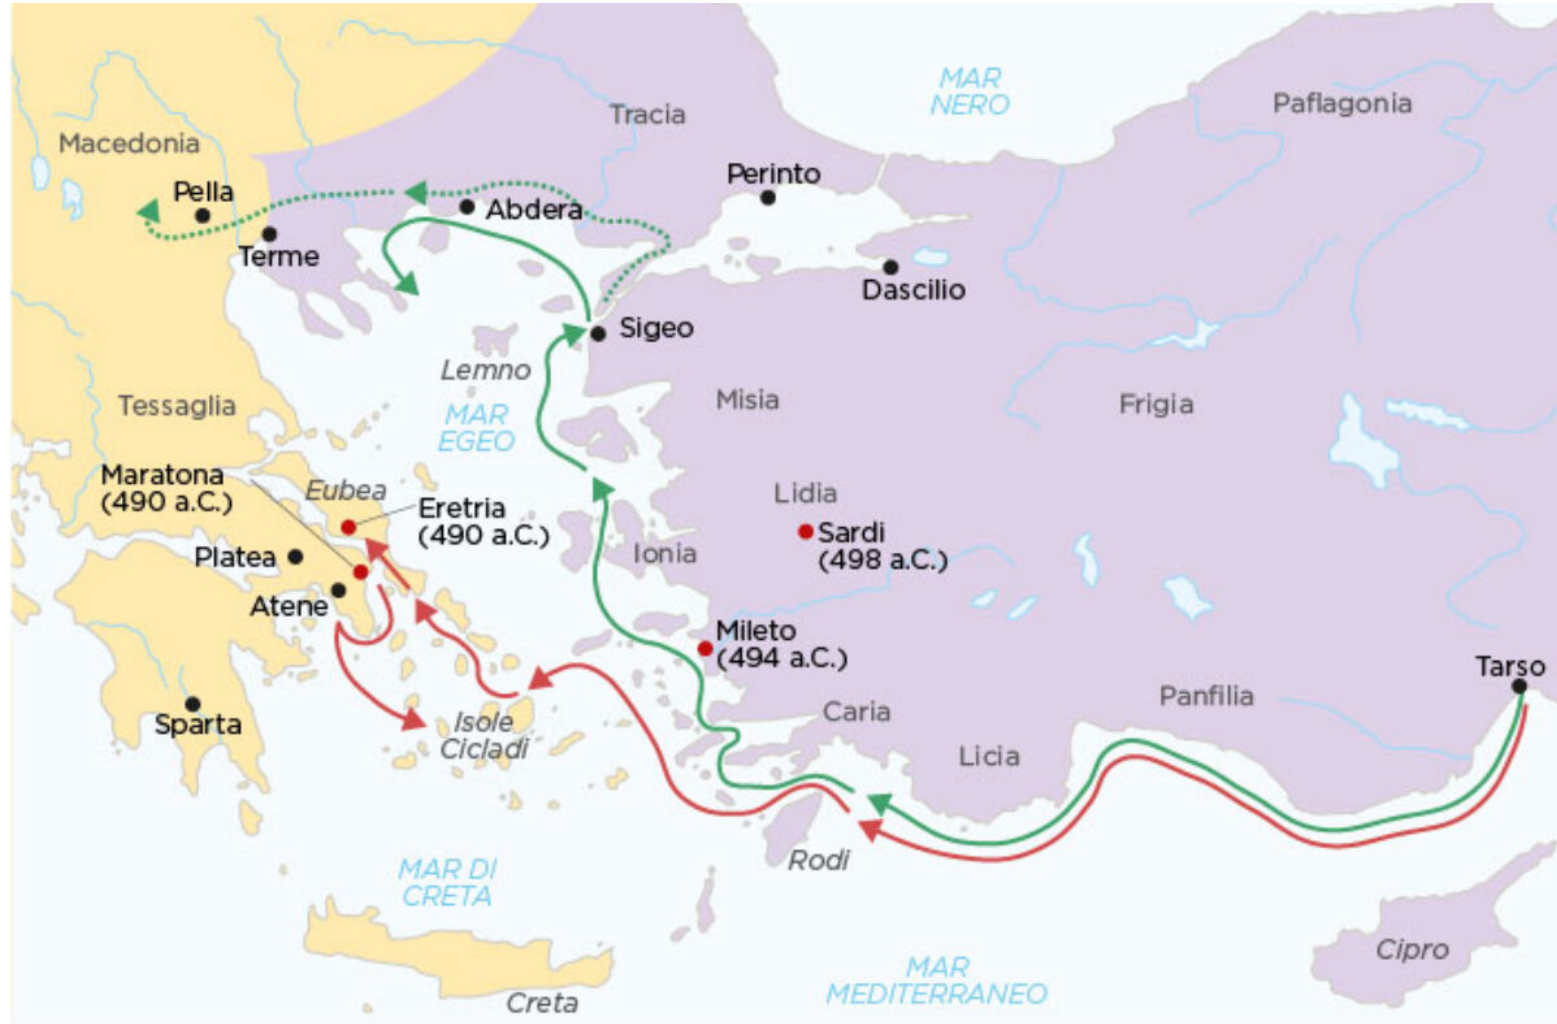 MAR
NERO
Paflagonia
Tracia
Macedonia
Perinto
Pella
Abdera
Terme
Dascilio
Sigeo
Lemno
Misia
Frigia
Tessaglia
MAR
EGEO
Maratona
(490 a.C.)
Eubea
Eretria
(490 a.C.)
Lidia
Sardi
(498 a.C.)
Platea
Ionia
Atene
Mileto
(494 a.C.)
Tarso
Sparta
Isole
Cicladi
Caria
Panfilia
Licia
Rodi
MAR DI
CRETA
Cipro
MAR
MEDITERRANEO
Creta